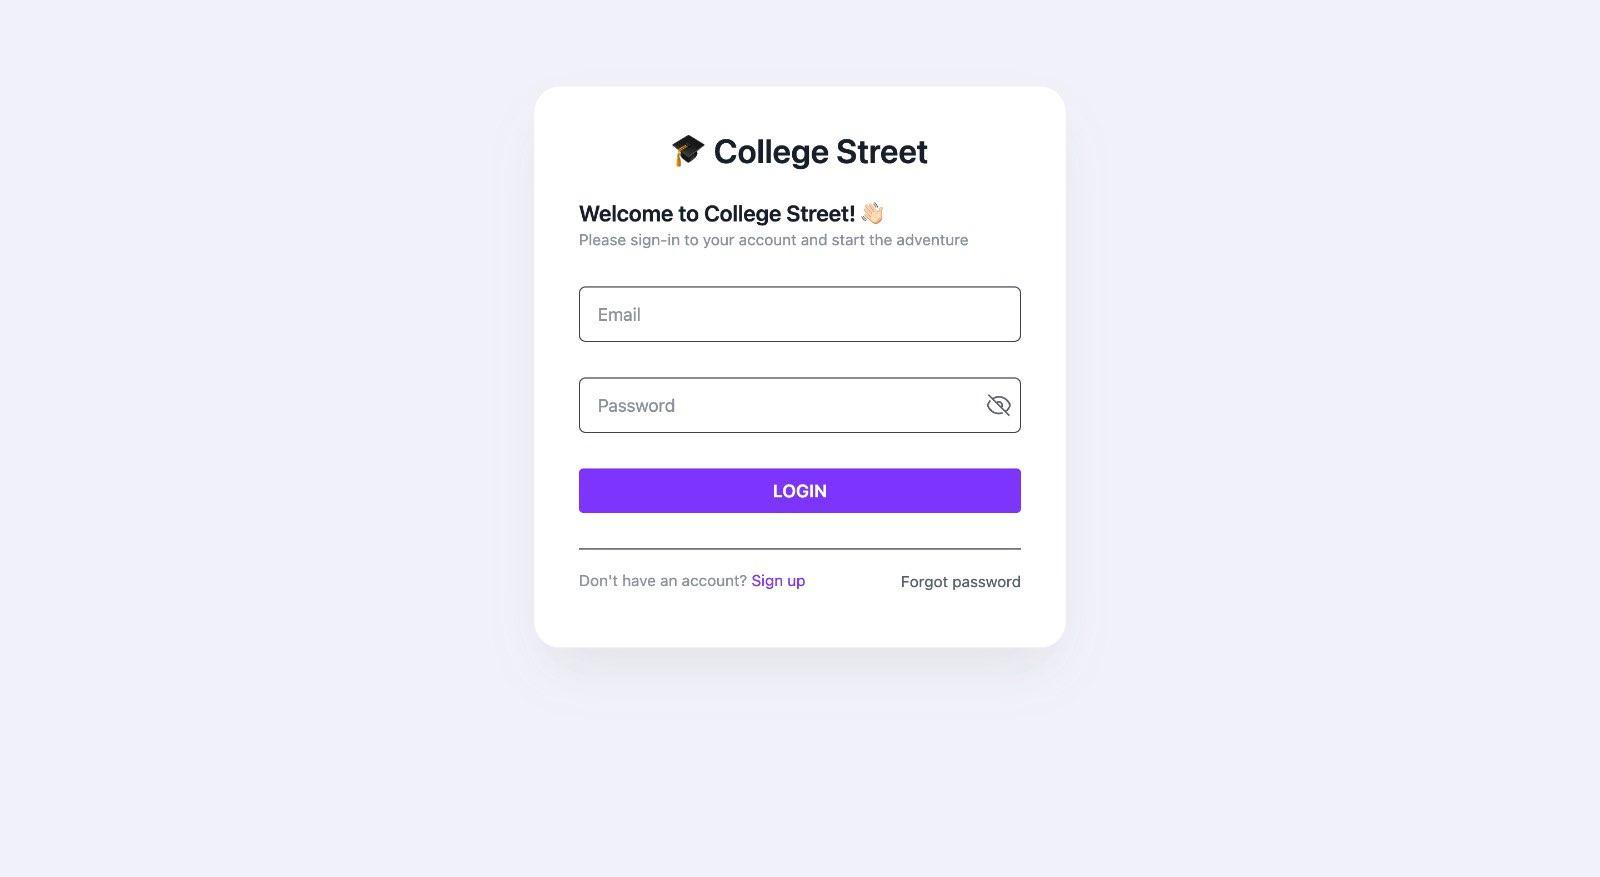 🎓 College Street
Welcome to College Street! 👋🏻
Please sign-in to your account and start the adventure
Email
Password
LOGIN
Don't have an account? Sign up
Forgot password